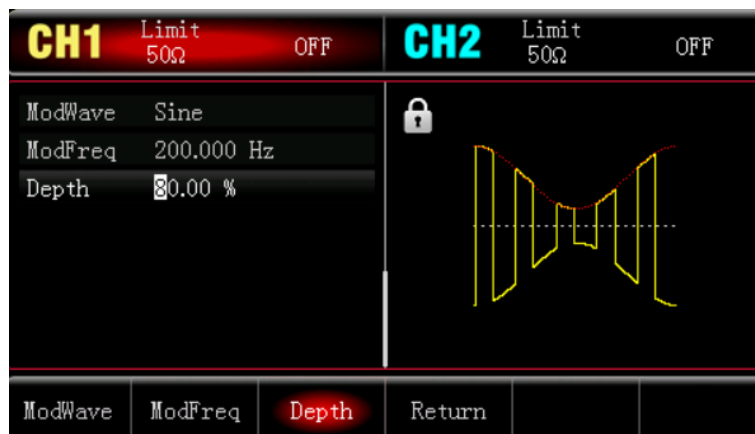 CH1 Limit 50Ω OFF CH2 Limit 50Ω OFF
ModWave Sine
ModFreq 200.000 Hz
Depth 80.00 %
ModWave ModFreq Depth Return